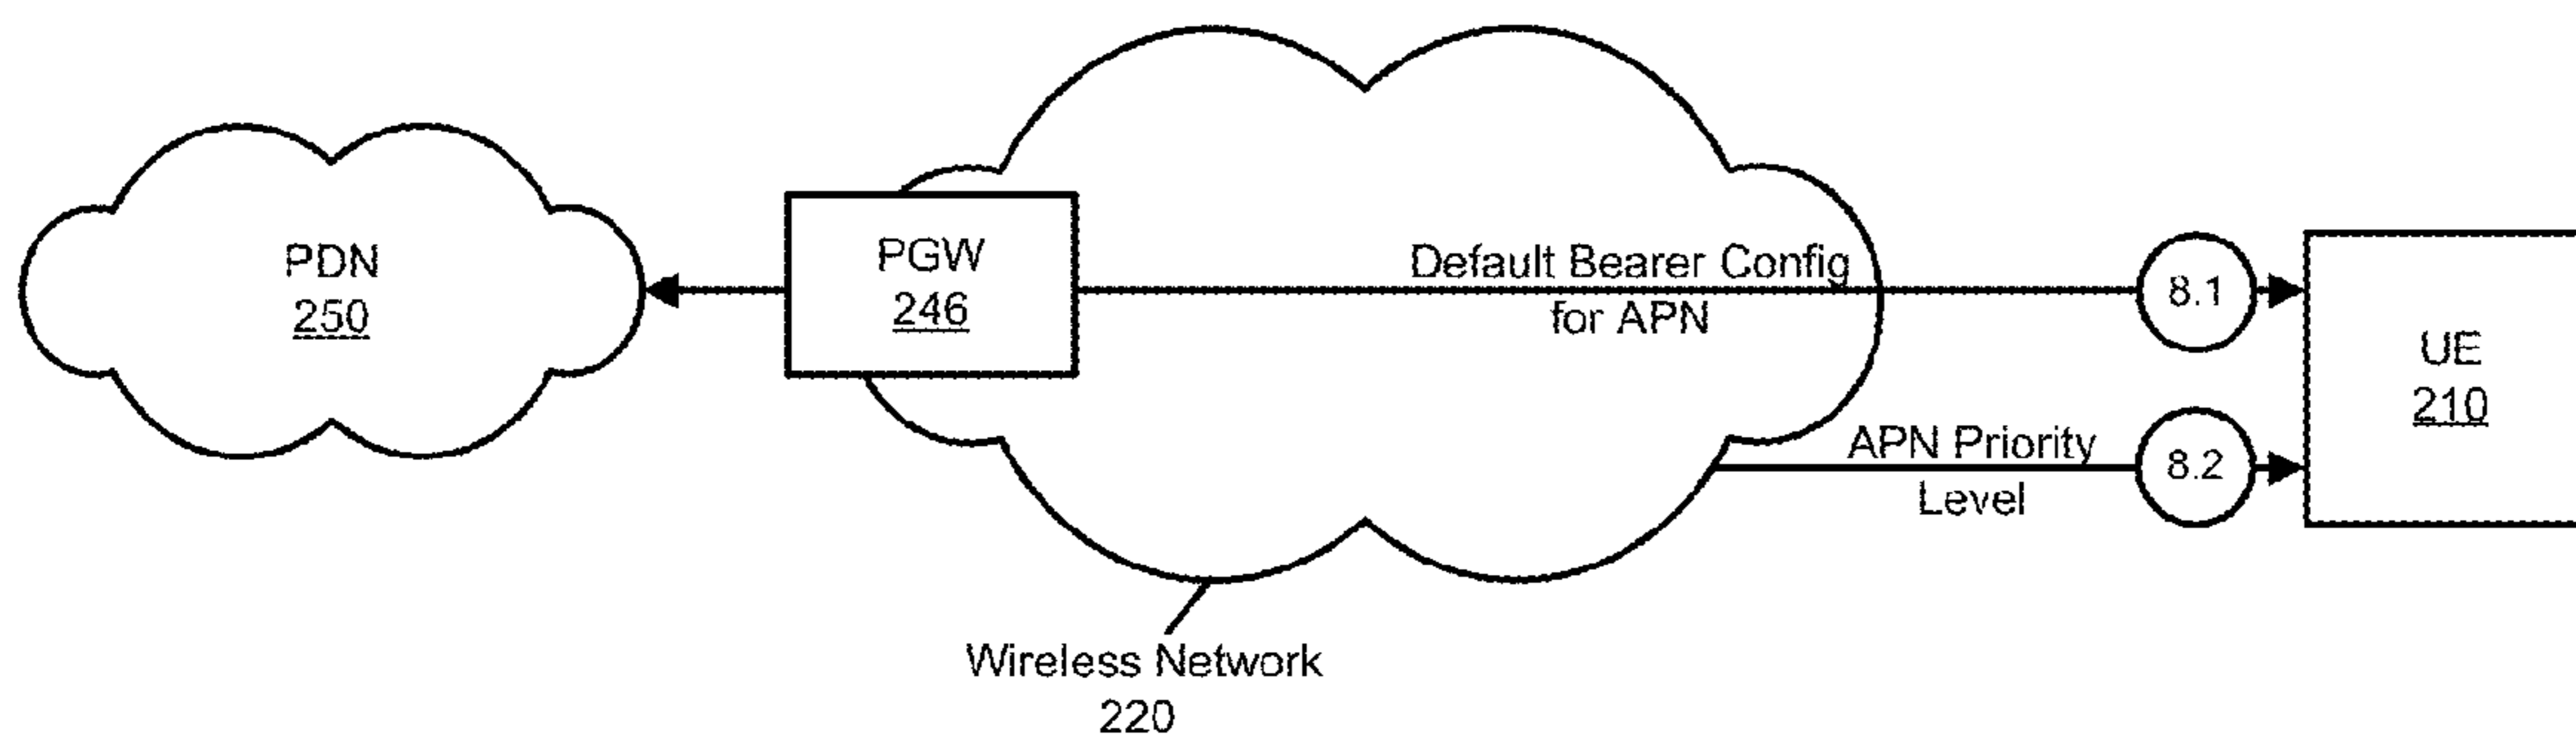 PDN
250
PGW
246
Default Bearer Config
for APN
8.1
UE
210
APN Priority
Level
8.2
Wireless Network
220